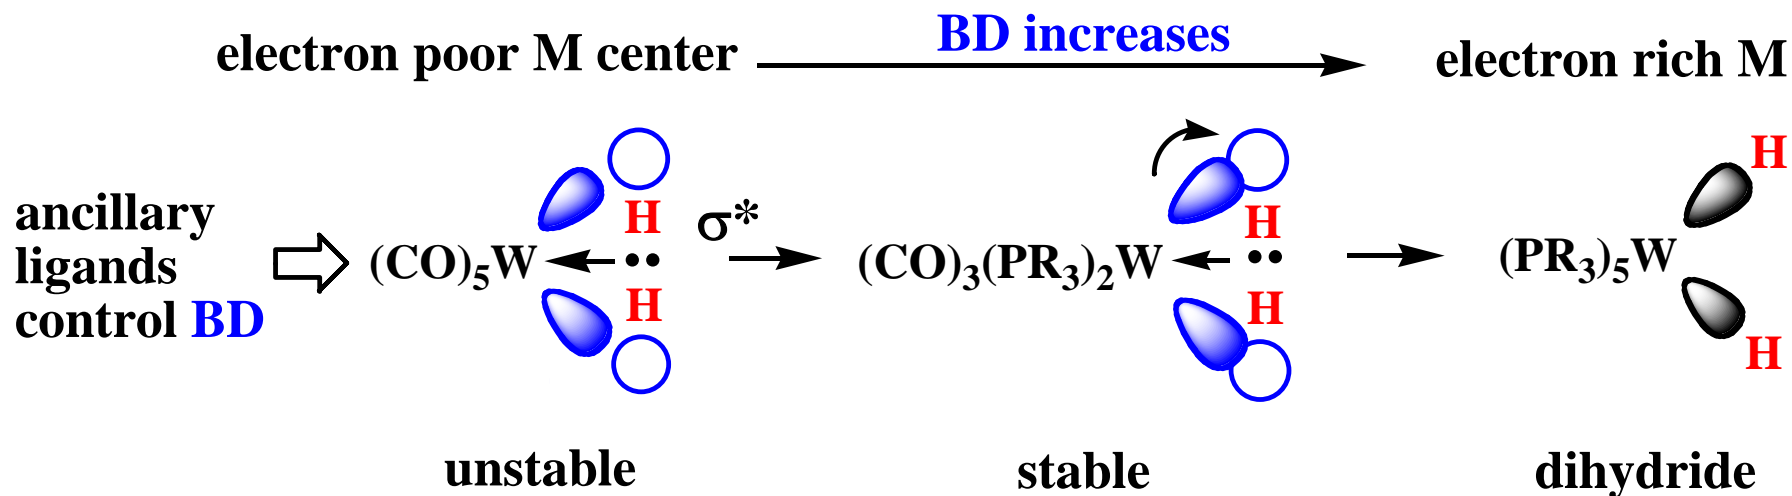 electron poor M center
BD increases
electron rich M
ancillary
ligands
control BD
(CO)₅W
H
••
H
σ*
(CO)₃(PR₃)₂W
H
••
H
(PR₃)₅W
H
H
unstable
stable
dihydride